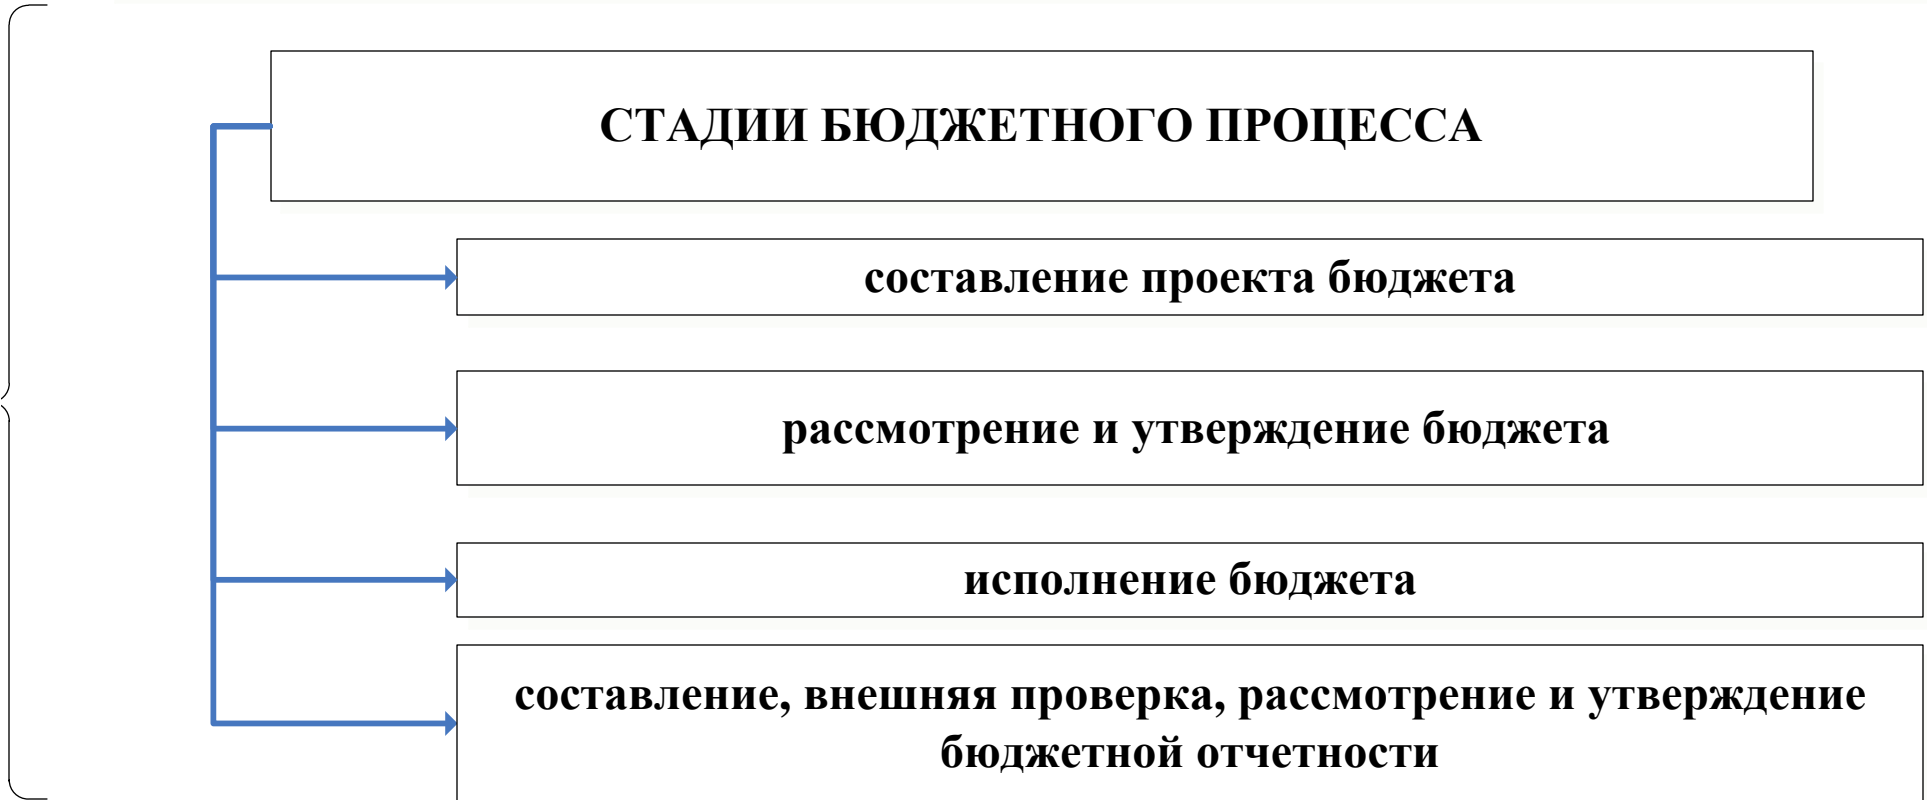 СТАДИИ БЮДЖЕТНОГО ПРОЦЕССА
составление проекта бюджета
рассмотрение и утверждение бюджета
исполнение бюджета
составление, внешняя проверка, рассмотрение и утверждение
бюджетной отчетности